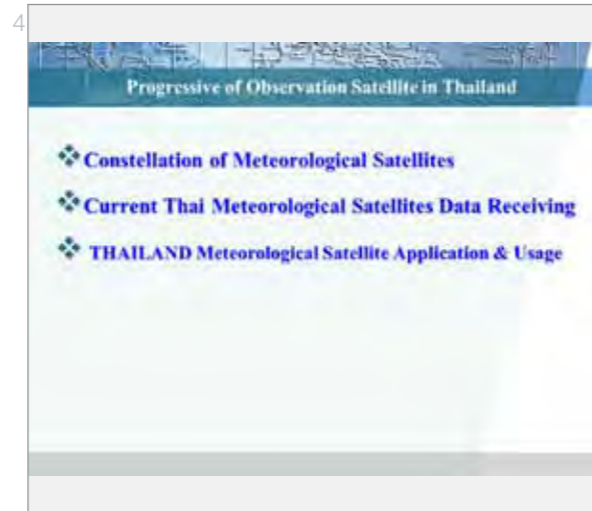 4
Progressive of Observation Satellite in Thailand
Constellation of Meteorological Satellites
Current Thai Meteorological Satellites Data Receiving
THAILAND Meteorological Satellite Application & Usage